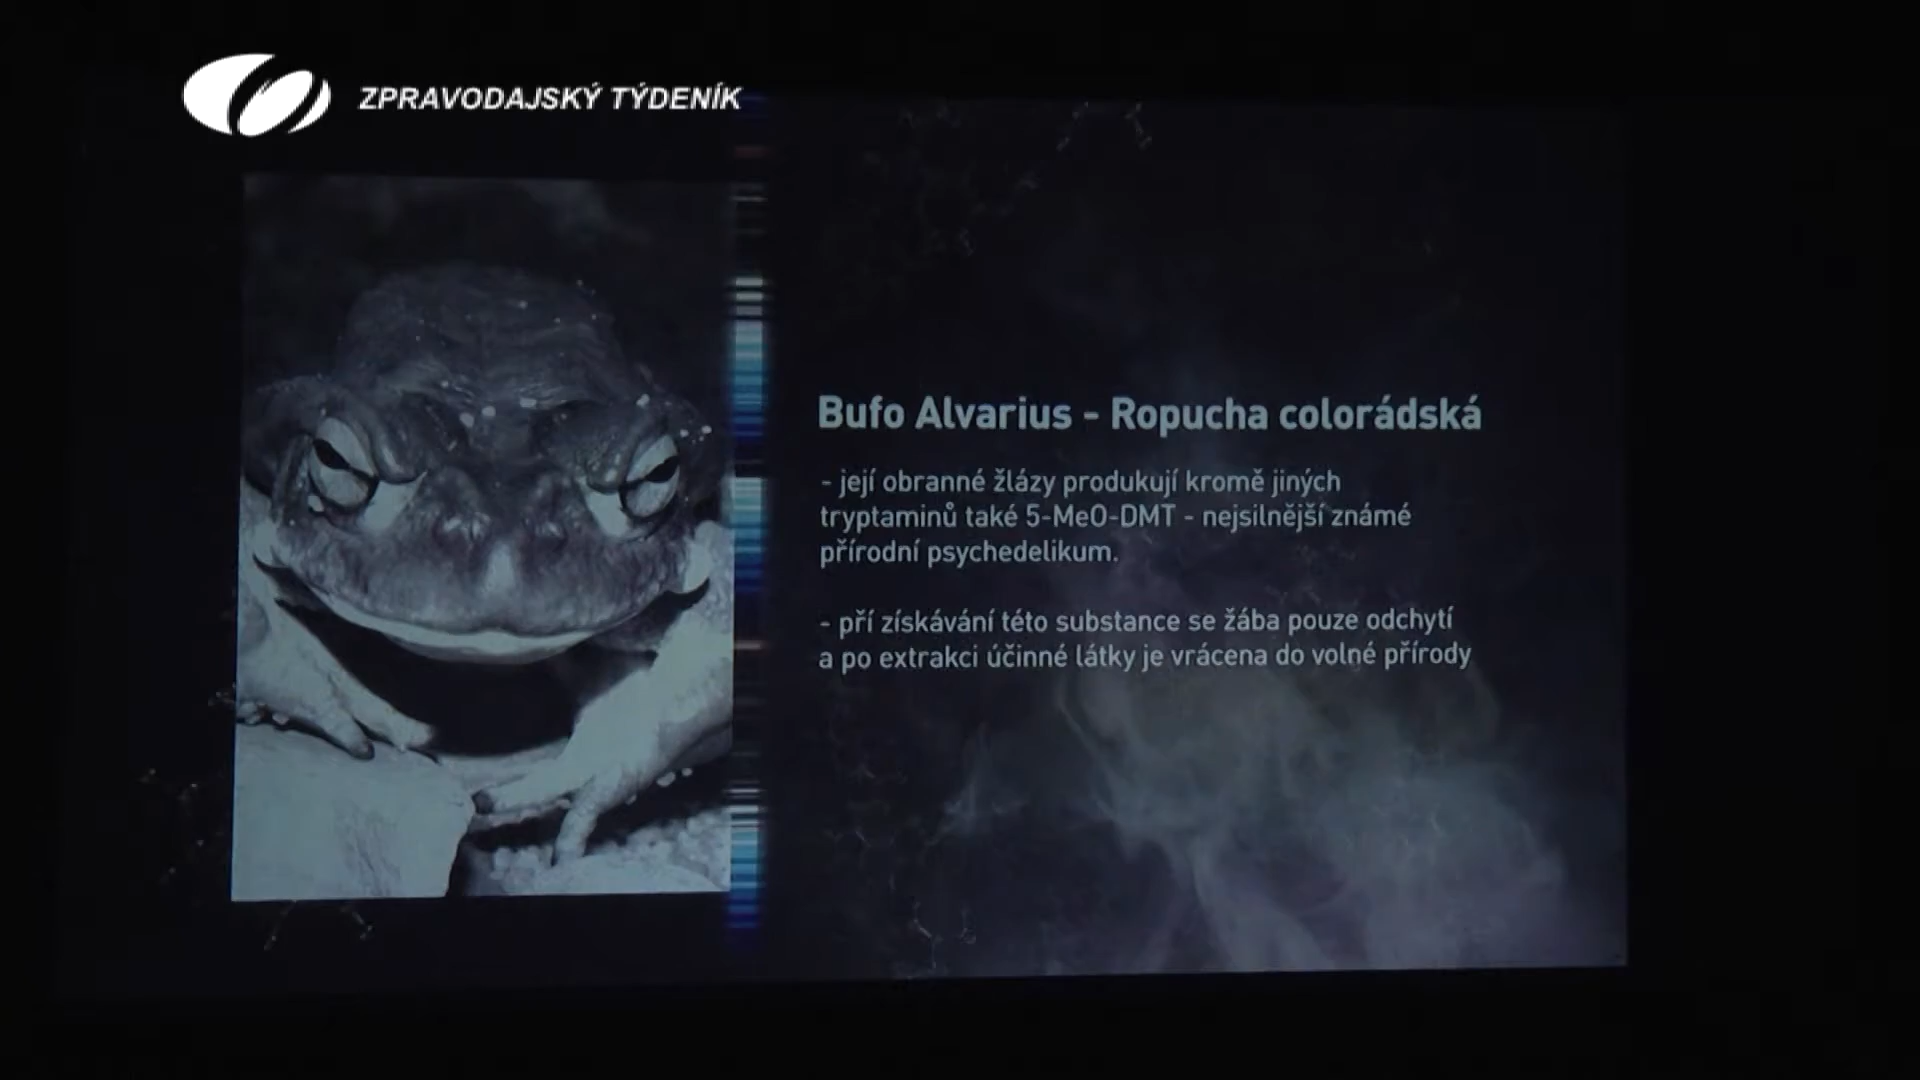 ZPRAVODAJSKÝ TÝDENÍK
Bufo Alvarius - Ropucha colorádská
- její obranné žlázy produkují kromě jiných
tryptaminů také 5-MeO-DMT - nejsilnější známé
přírodní psychedelikum.
- pří získávání této substance se žába pouze odchytí
a po extrakci účinné látky je vrácena do volné přírody